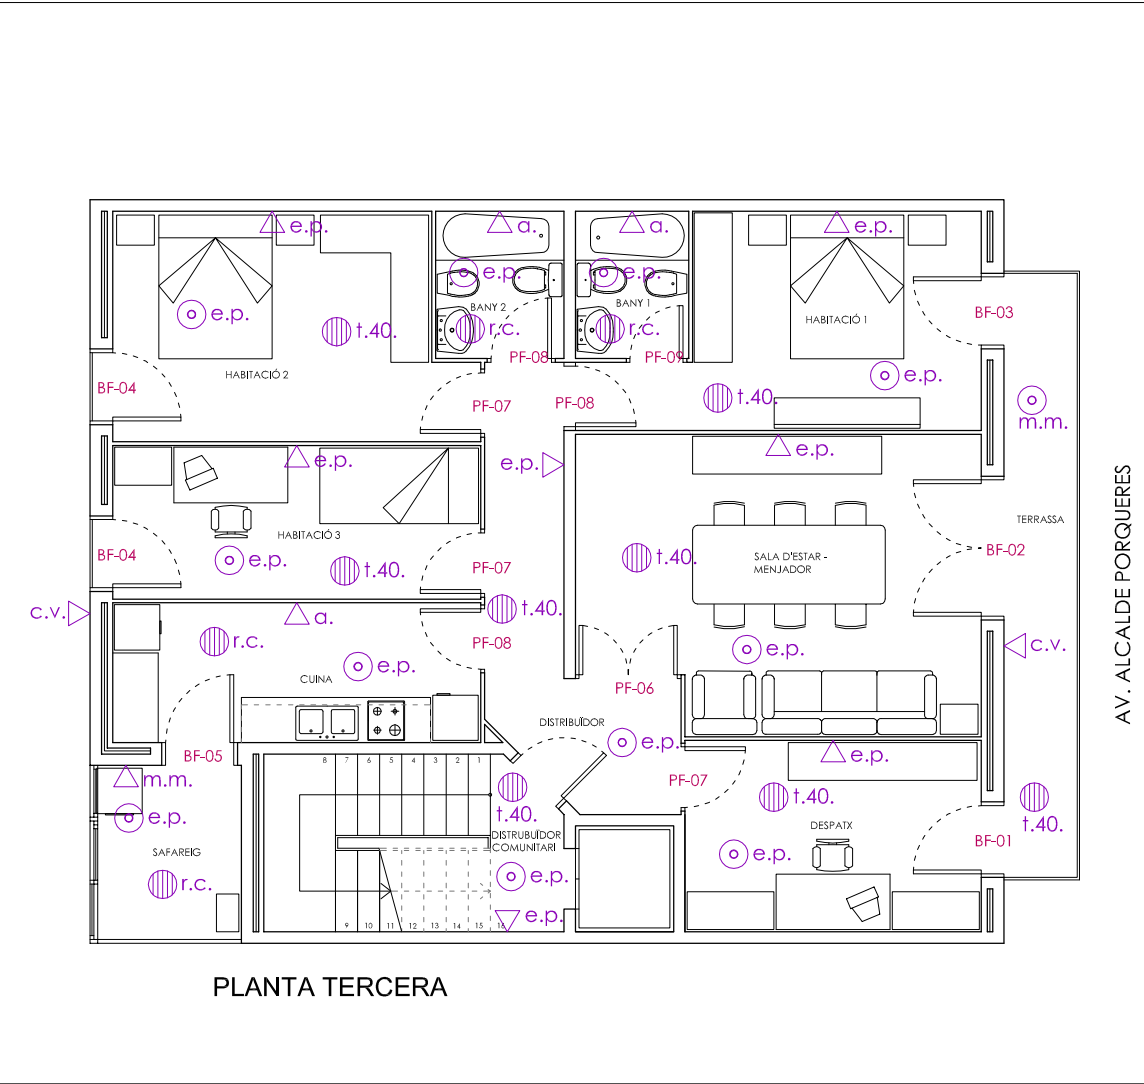 e.p.
a.
a.
e.p.
e.p.
e.p.
BANY 2
BANY 1
e.p.
t.40.
r.c.
r.c.
HABITACIÓ 1
BF-03
PF-08
PF-09
HABITACIÓ 2
e.p.
BF-04
t.40.
PF-07
PF-08
m.m.
e.p.
e.p.
e.p.
TERRASSA
HABITACIÓ 3
BF-04
e.p.
t.40.
SALA D'ESTAR -
MENJADOR
BF-02
PF-07
t.40.
AV. ALCALDE PORQUERES
c.v.
a.
t.40.
r.c.
PF-08
e.p.
c.v.
e.p.
CUINA
PF-06
DISTRIBUÏDOR
e.p.
BF-05
e.p.
8 7 6 5 4 3 2 1
m.m.
PF-07
t.40.
t.40.
t.40.
e.p.
DESPATX
DISTRUBUÏDOR
COMUNITARI
BF-01
SAFAREIG
e.p.
e.p.
r.c.
e.p.
9 10 11 12 13 14 15 16
PLANTA TERCERA